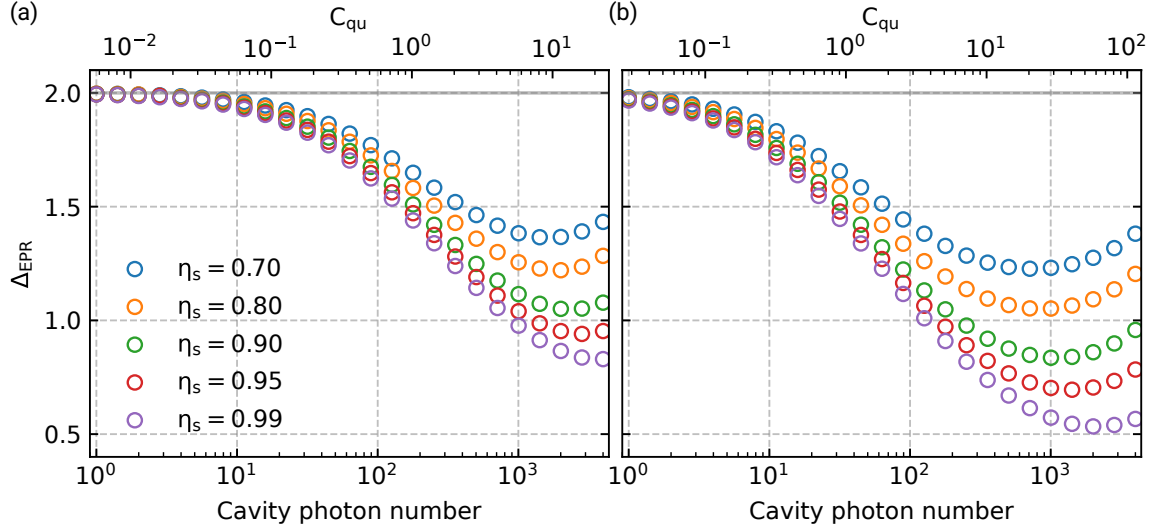 (a)
C_qu
10^-2 10^-1 10^0 10^1
Δ_EPR
2.0
1.5
1.0
0.5
η_s = 0.70
η_s = 0.80
η_s = 0.90
η_s = 0.95
η_s = 0.99
10^0 10^1 10^2 10^3
Cavity photon number
(b)
C_qu
10^-1 10^0 10^1 10^2
10^0 10^1 10^2 10^3
Cavity photon number